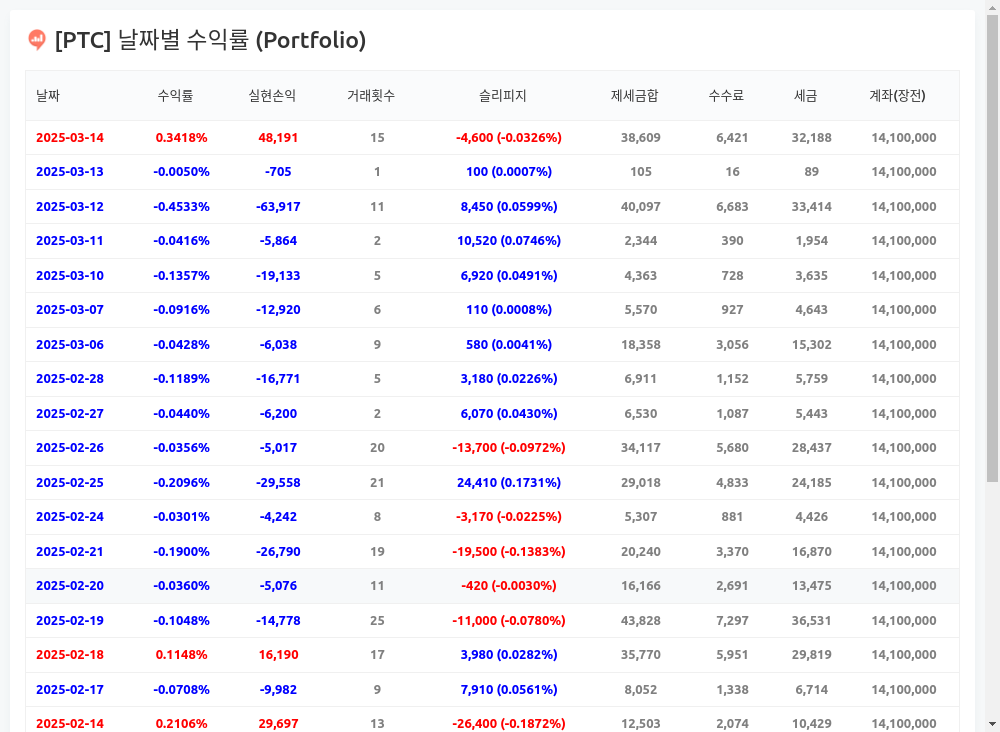 [PTC] 날짜별 수익률 (Portfolio)
날짜 수익률 실현손익 거래횟수 슬리피지 제세금합 수수료 세금 계좌(장전)
2025-03-14 0.3418% 48,191 15 -4,600 (-0.0326%) 38,609 6,421 32,188 14,100,000
2025-03-13 -0.0050% -705 1 100 (0.0007%) 105 16 89 14,100,000
2025-03-12 -0.4533% -63,917 11 8,450 (0.0599%) 40,097 6,683 33,414 14,100,000
2025-03-11 -0.0416% -5,864 2 10,520 (0.0746%) 2,344 390 1,954 14,100,000
2025-03-10 -0.1357% -19,133 5 6,920 (0.0491%) 4,363 728 3,635 14,100,000
2025-03-07 -0.0916% -12,920 6 110 (0.0008%) 5,570 927 4,643 14,100,000
2025-03-06 -0.0428% -6,038 9 580 (0.0041%) 18,358 3,056 15,302 14,100,000
2025-02-28 -0.1189% -16,771 5 3,180 (0.0226%) 6,911 1,152 5,759 14,100,000
2025-02-27 -0.0440% -6,200 2 6,070 (0.0430%) 6,530 1,087 5,443 14,100,000
2025-02-26 -0.0356% -5,017 20 -13,700 (-0.0972%) 34,117 5,680 28,437 14,100,000
2025-02-25 -0.2096% -29,558 21 24,410 (0.1731%) 29,018 4,833 24,185 14,100,000
2025-02-24 -0.0301% -4,242 8 -3,170 (-0.0225%) 5,307 881 4,426 14,100,000
2025-02-21 -0.1900% -26,790 19 -19,500 (-0.1383%) 20,240 3,370 16,870 14,100,000
2025-02-20 -0.0360% -5,076 11 -420 (-0.0030%) 16,166 2,691 13,475 14,100,000
2025-02-19 -0.1048% -14,778 25 -11,000 (-0.0780%) 43,828 7,297 36,531 14,100,000
2025-02-18 0.1148% 16,190 17 3,980 (0.0282%) 35,770 5,951 29,819 14,100,000
2025-02-17 -0.0708% -9,982 9 7,910 (0.0561%) 8,052 1,338 6,714 14,100,000
2025-02-14 0.2106% 29,697 13 -26,400 (-0.1872%) 12,503 2,074 10,429 14,100,000